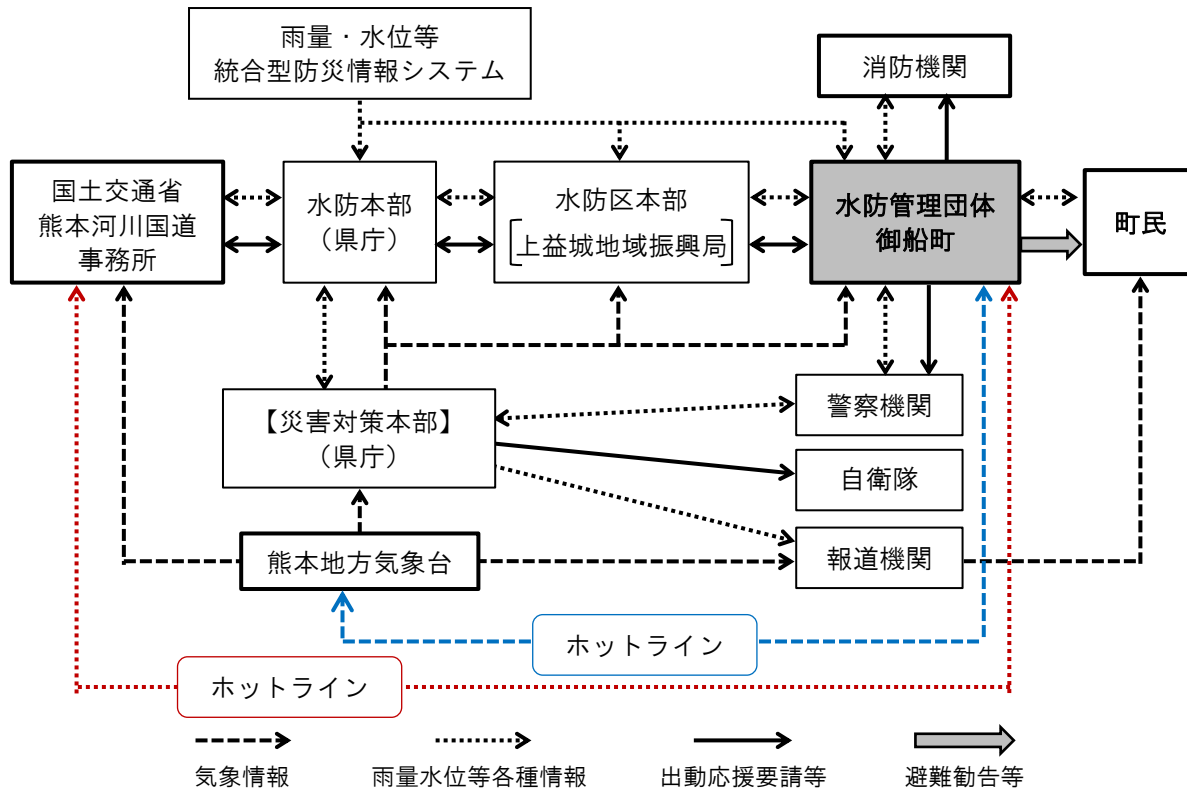 雨量・水位等
統合型防災情報システム
消防機関
国土交通省
熊本河川国道
事務所
水防本部
（県庁）
水防区本部
[上益城地域振興局]
水防管理団体
御船町
町民
【災害対策本部】
（県庁）
警察機関
自衛隊
熊本地方気象台
報道機関
ホットライン
ホットライン
気象情報
雨量水位等各種情報
出動応援要請等
避難勧告等